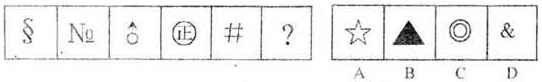 § № ♁ ㊣ # ? ☆ ▲ ◎ &
A B C D